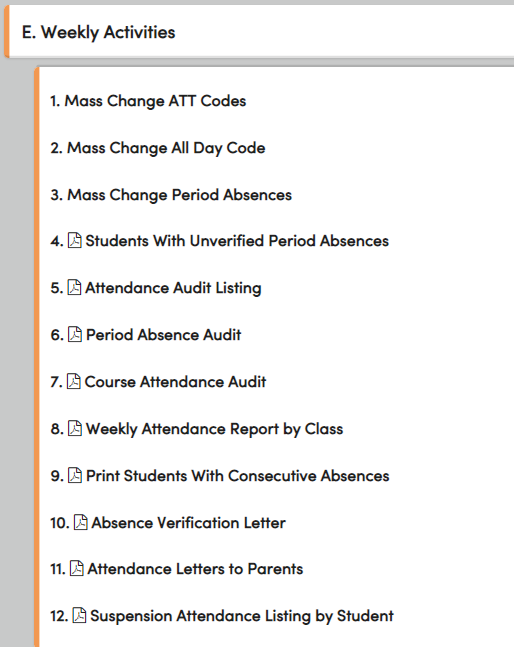 E. Weekly Activities
1. Mass Change ATT Codes
2. Mass Change All Day Code
3. Mass Change Period Absences
4. Students With Unverified Period Absences
5. Attendance Audit Listing
6. Period Absence Audit
7. Course Attendance Audit
8. Weekly Attendance Report by Class
9. Print Students With Consecutive Absences
10. Absence Verification Letter
11. Attendance Letters to Parents
12. Suspension Attendance Listing by Student